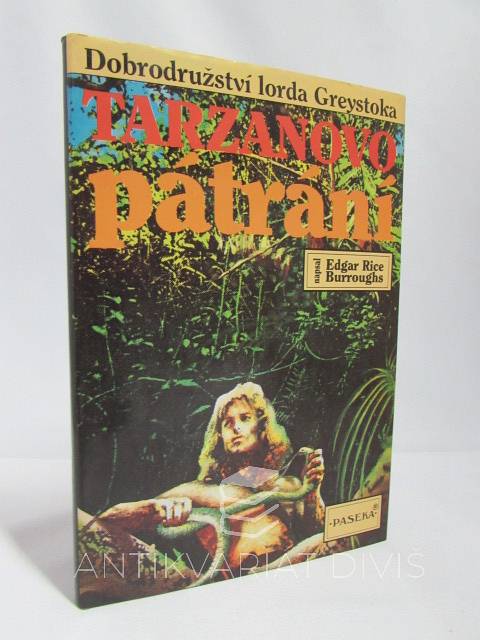 Dobrodružství lorda Greystoka
TARZANOVO
pátrání
napsal
Edgar Rice
Burroughs
·PASEKA·®
ANTIKVARIÁT DIVIŠ